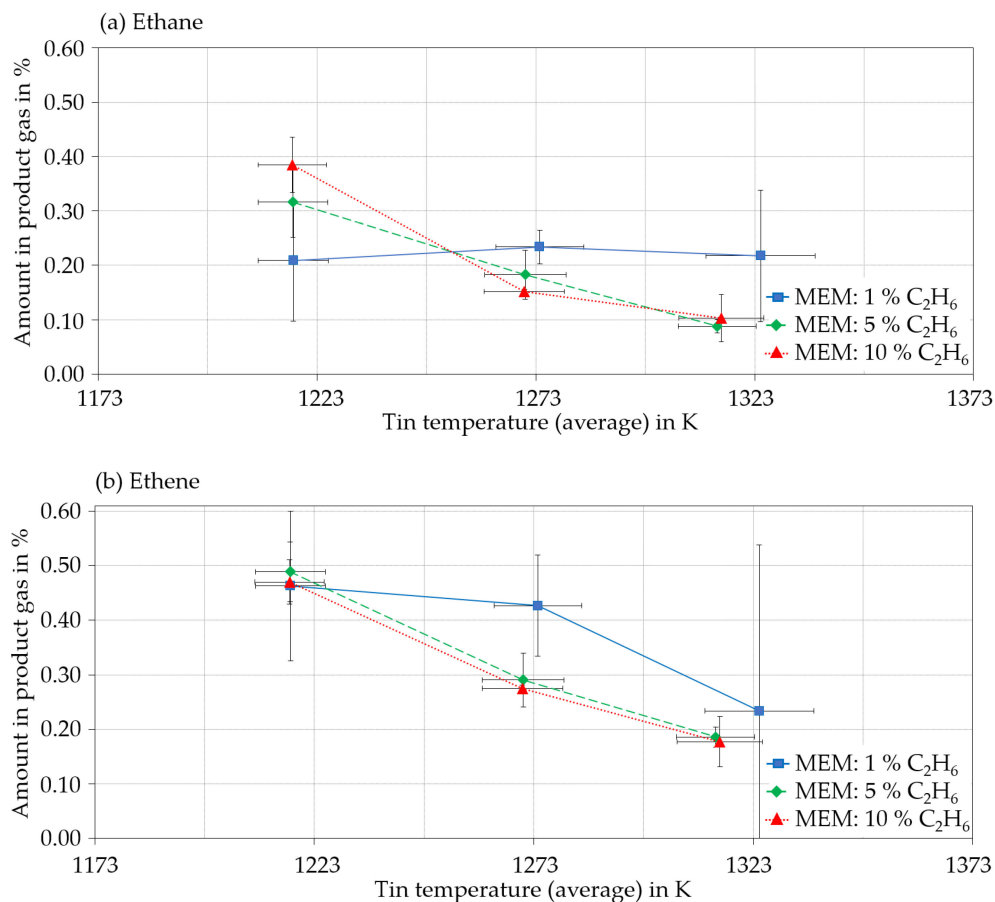 (a) Ethane
Amount in product gas in %
0.60
0.50
0.40
0.30
0.20
0.10
0.00
MEM: 1 % C₂H₆
MEM: 5 % C₂H₆
MEM: 10 % C₂H₆
1173 1223 1273 1323 1373
Tin temperature (average) in K
(b) Ethene
Amount in product gas in %
0.60
0.50
0.40
0.30
0.20
0.10
0.00
MEM: 1 % C₂H₆
MEM: 5 % C₂H₆
MEM: 10 % C₂H₆
1173 1223 1273 1323 1373
Tin temperature (average) in K